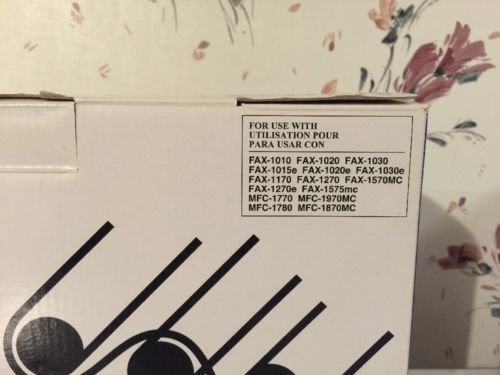 FOR USE WITH
UTILISATION POUR
PARA USAR CON
FAX-1010 FAX-1020 FAX-1030
FAX-1015e FAX-1020e FAX-1030e
FAX-1170 FAX-1270 FAX-1570MC
FAX-1270e FAX-1575mc
MFC-1770 MFC-1970MC
MFC-1780 MFC-1870MC